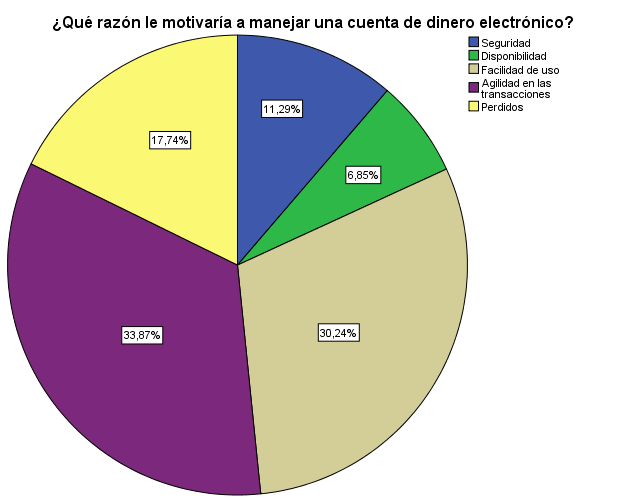 ¿Qué razón le motivaría a manejar una cuenta de dinero electrónico?
Seguridad
Disponibilidad
Facilidad de uso
Agilidad en las
transacciones
Perdidos
11,29%
17,74%
6,85%
30,24%
33,87%